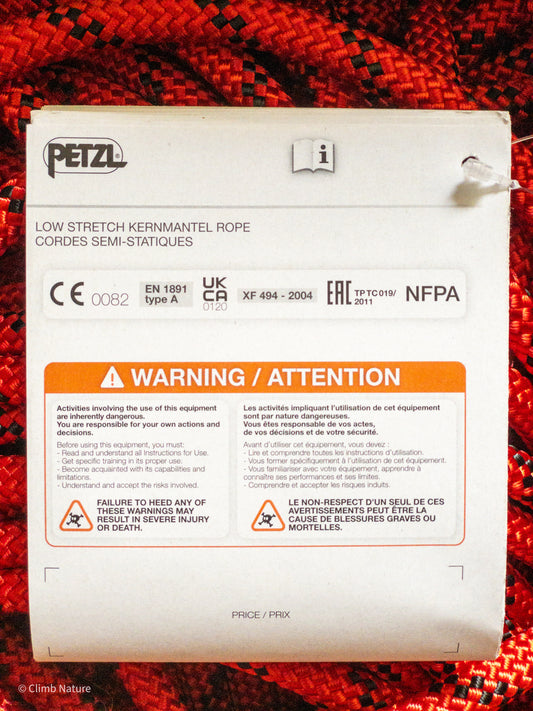 PETZL®
i
LOW STRETCH KERNMANTEL ROPE
CORDES SEMI-STATIQUES
CE 0082
EN 1891
type A
UK
CA
0120
XF 494 - 2004
EAC TP TC 019/
2011
NFPA
! WARNING / ATTENTION
Activities involving the use of this equipment
are inherently dangerous.
You are responsible for your own actions and
decisions.
Before using this equipment, you must:
- Read and understand all Instructions for Use.
- Get specific training in its proper use.
- Become acquainted with its capabilities and
limitations.
- Understand and accept the risks involved.
FAILURE TO HEED ANY OF
THESE WARNINGS MAY
RESULT IN SEVERE INJURY
OR DEATH.
Les activités impliquant l'utilisation de cet équipement
sont par nature dangereuses.
Vous êtes responsable de vos actes,
de vos décisions et de votre sécurité.
Avant d'utiliser cet équipement, vous devez :
- Lire et comprendre toutes les instructions d'utilisation.
- Vous former spécifiquement à l'utilisation de cet équipement.
- Vous familiariser avec votre équipement, apprendre à
connaître ses performances et ses limites.
- Comprendre et accepter les risques induits.
LE NON-RESPECT D'UN SEUL DE CES
AVERTISSEMENTS PEUT ÊTRE LA
CAUSE DE BLESSURES GRAVES OU
MORTELLES.
PRICE / PRIX
© Climb Nature